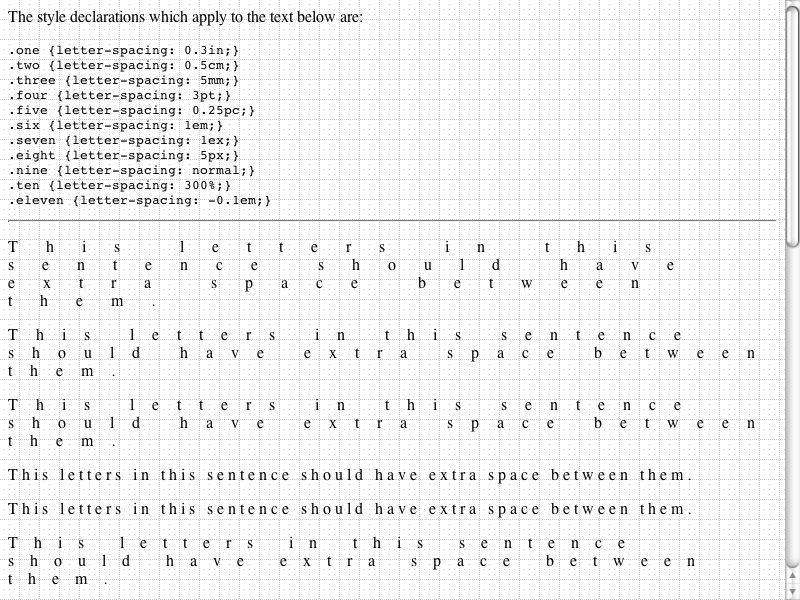 The style declarations which apply to the text below are:
.one {letter-spacing: 0.3in;}
.two {letter-spacing: 0.5cm;}
.three {letter-spacing: 5mm;}
.four {letter-spacing: 3pt;}
.five {letter-spacing: 0.25pc;}
.six {letter-spacing: 1em;}
.seven {letter-spacing: 1ex;}
.eight {letter-spacing: 5px;}
.nine {letter-spacing: normal;}
.ten {letter-spacing: 300%;}
.eleven {letter-spacing: -0.1em;}
This letters in this
sentence should have
extra space between
them.
This letters in this sentence
should have extra space between
them.
This letters in this sentence
should have extra space between
them.
This letters in this sentence should have extra space between them.
This letters in this sentence should have extra space between them.
This letters in this sentence
should have extra space between
them.